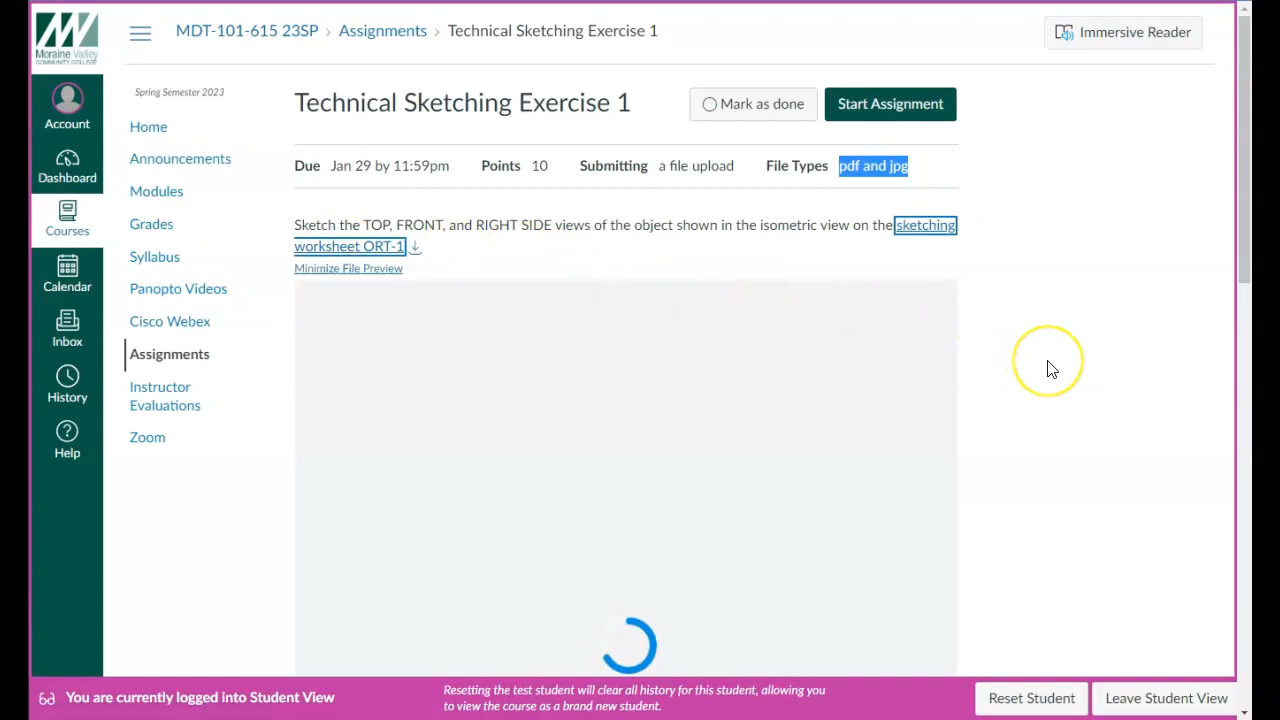 Moraine Valley
COMMUNITY COLLEGE
MDT-101-615 23SP › Assignments › Technical Sketching Exercise 1
Immersive Reader
Account
Dashboard
Courses
Calendar
Inbox
History
Help
Spring Semester 2023
Home
Announcements
Modules
Grades
Syllabus
Panopto Videos
Cisco Webex
Assignments
Instructor
Evaluations
Zoom
Technical Sketching Exercise 1
Mark as done
Start Assignment
Due Jan 29 by 11:59pm Points 10 Submitting a file upload File Types pdf and jpg
Sketch the TOP, FRONT, and RIGHT SIDE views of the object shown in the isometric view on the sketching
worksheet ORT-1
Minimize File Preview
You are currently logged into Student View
Resetting the test student will clear all history for this student, allowing you
to view the course as a brand new student.
Reset Student
Leave Student View